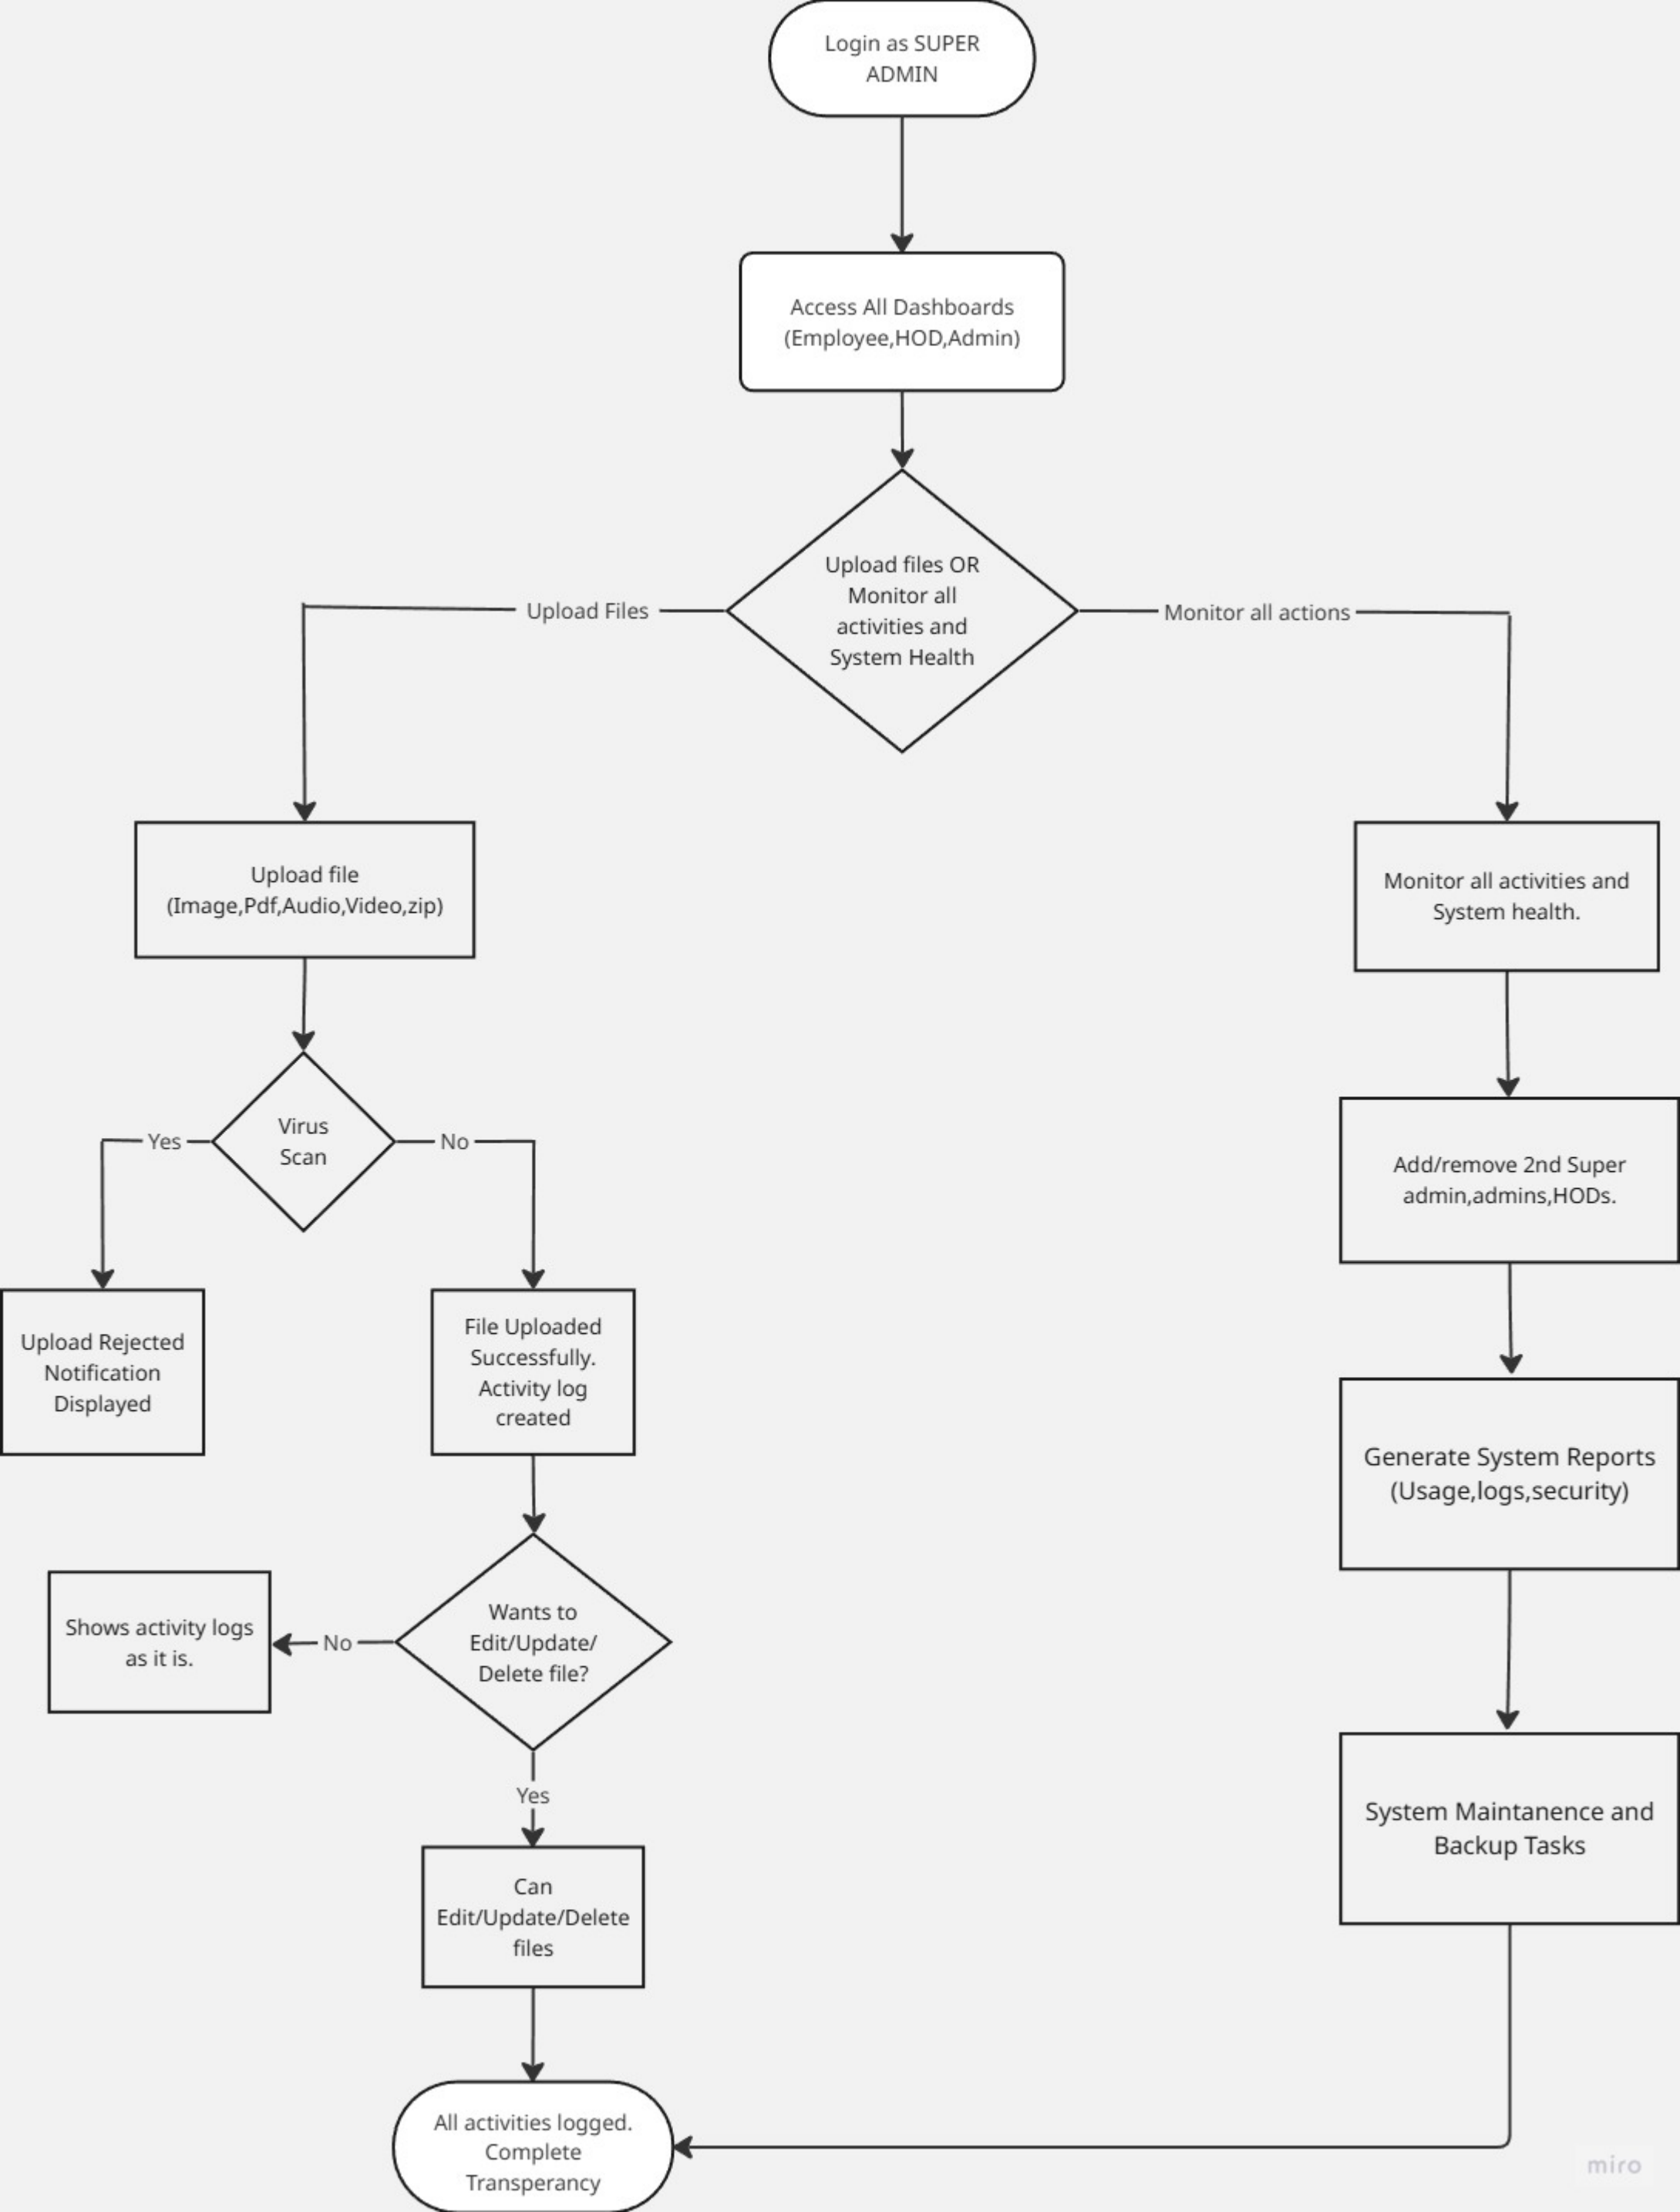 Login as SUPER
ADMIN
Access All Dashboards
(Employee,HOD,Admin)
Upload files OR
Monitor all
activities and
System Health
Upload Files
Monitor all actions
Upload file
(Image,Pdf,Audio,Video,zip)
Monitor all activities and
System health.
Virus
Scan
Yes
No
Add/remove 2nd Super
admin,admins,HODs.
Upload Rejected
Notification
Displayed
File Uploaded
Successfully.
Activity log
created
Generate System Reports
(Usage,logs,security)
Shows activity logs
as it is.
No
Wants to
Edit/Update/
Delete file?
Yes
System Maintanence and
Backup Tasks
Can
Edit/Update/Delete
files
All activities logged.
Complete
Transperancy
miro